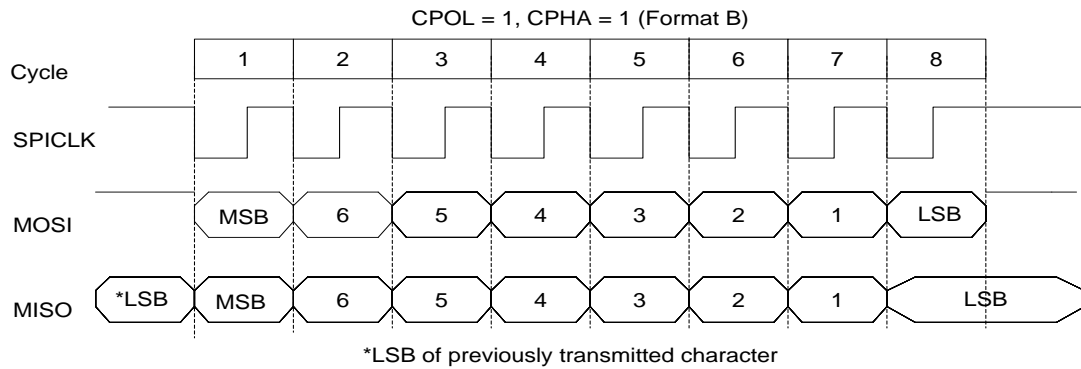 CPOL = 1, CPHA = 1 (Format B)
Cycle 1 2 3 4 5 6 7 8
SPICLK
MOSI MSB 6 5 4 3 2 1 LSB
MISO *LSB MSB 6 5 4 3 2 1 LSB
*LSB of previously transmitted character